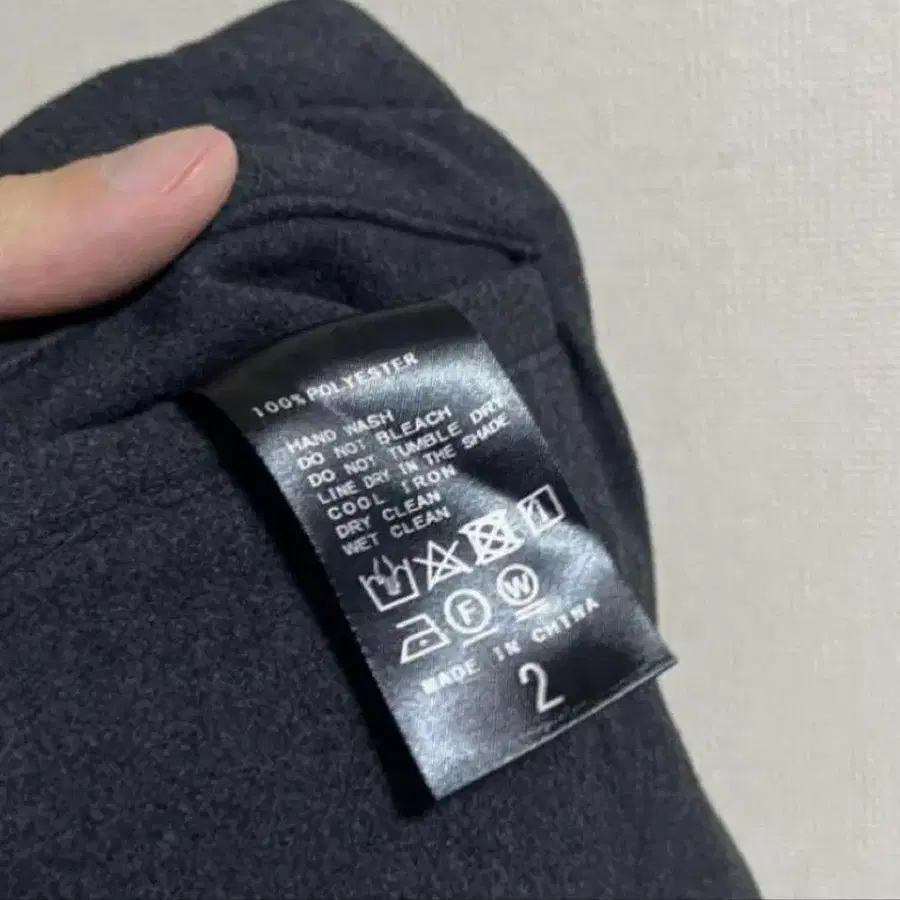 100% POLYESTER
HAND WASH
DO NOT BLEACH
DO NOT TUMBLE DRY
LINE DRY IN THE SHADE
COOL IRON
DRY CLEAN
WET CLEAN
F W
MADE IN CHINA
2